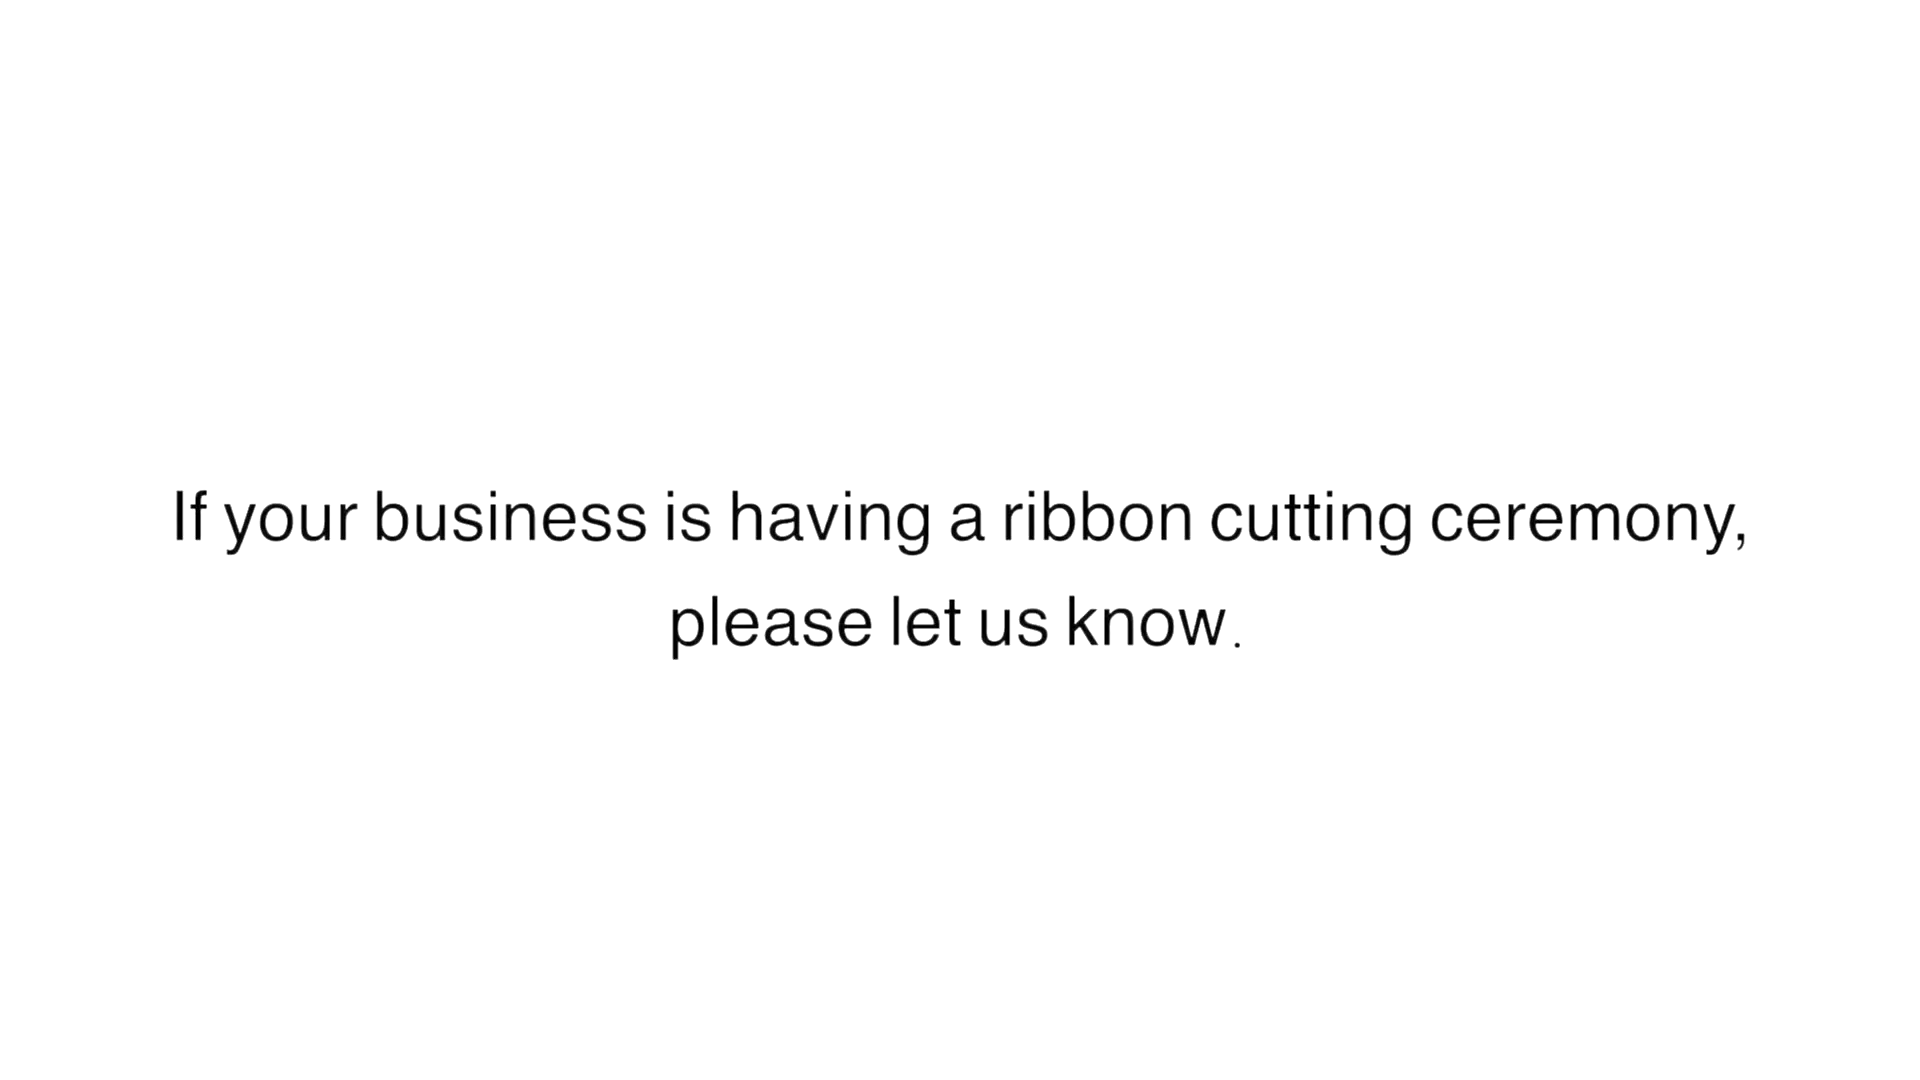 If your business is having a ribbon cutting ceremony,
please let us know.